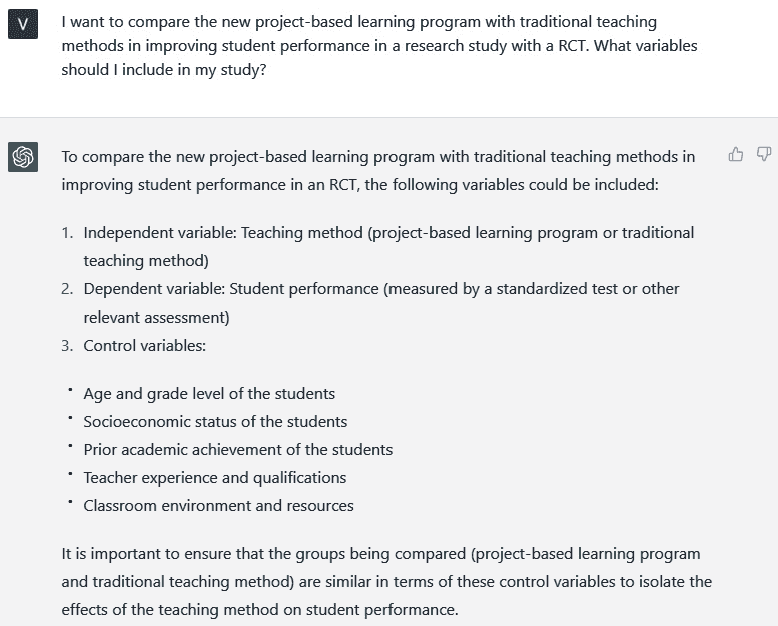 V
I want to compare the new project-based learning program with traditional teaching
methods in improving student performance in a research study with a RCT. What variables
should I include in my study?
To compare the new project-based learning program with traditional teaching methods in
improving student performance in an RCT, the following variables could be included:
1. Independent variable: Teaching method (project-based learning program or traditional
teaching method)
2. Dependent variable: Student performance (measured by a standardized test or other
relevant assessment)
3. Control variables:
• Age and grade level of the students
• Socioeconomic status of the students
• Prior academic achievement of the students
• Teacher experience and qualifications
• Classroom environment and resources
It is important to ensure that the groups being compared (project-based learning program
and traditional teaching method) are similar in terms of these control variables to isolate the
effects of the teaching method on student performance.